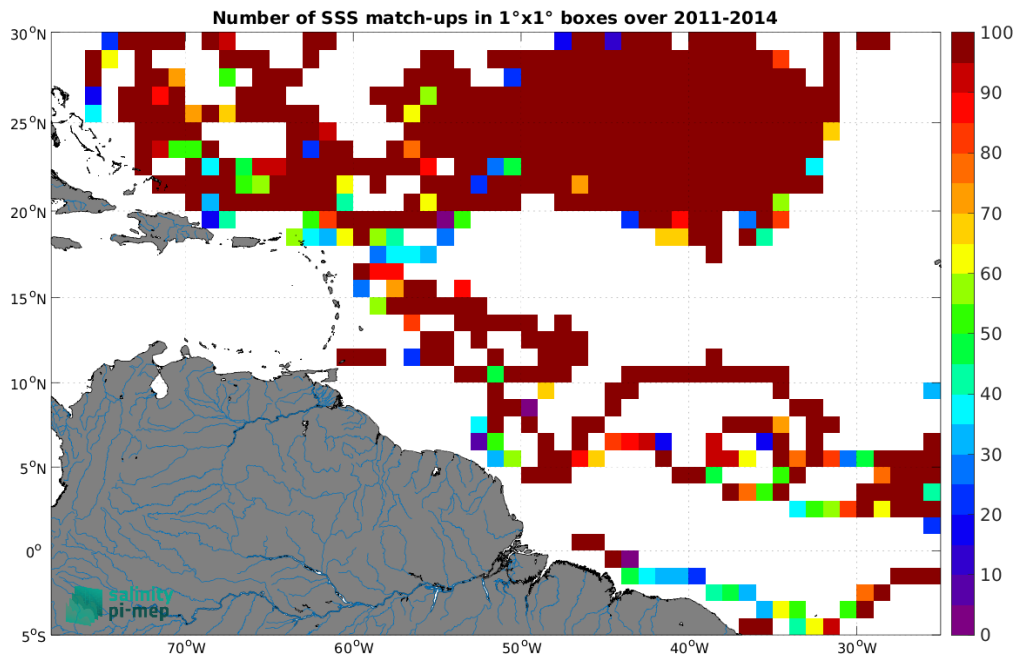 Number of SSS match-ups in 1°x1° boxes over 2011-2014
30°N
25°N
20°N
15°N
10°N
5°N
0°
5°S
70°W
60°W
50°W
40°W
30°W
100
90
80
70
60
50
40
30
20
10
0
salinity
pi-mep